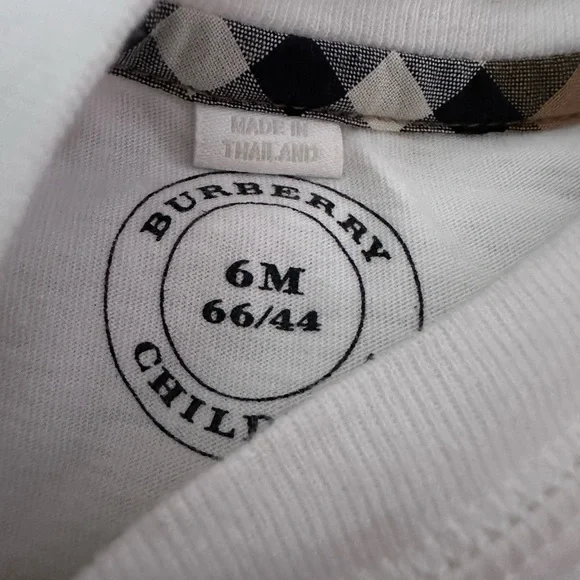 MADE IN
THAILAND
BURBERRY
6M
66/44